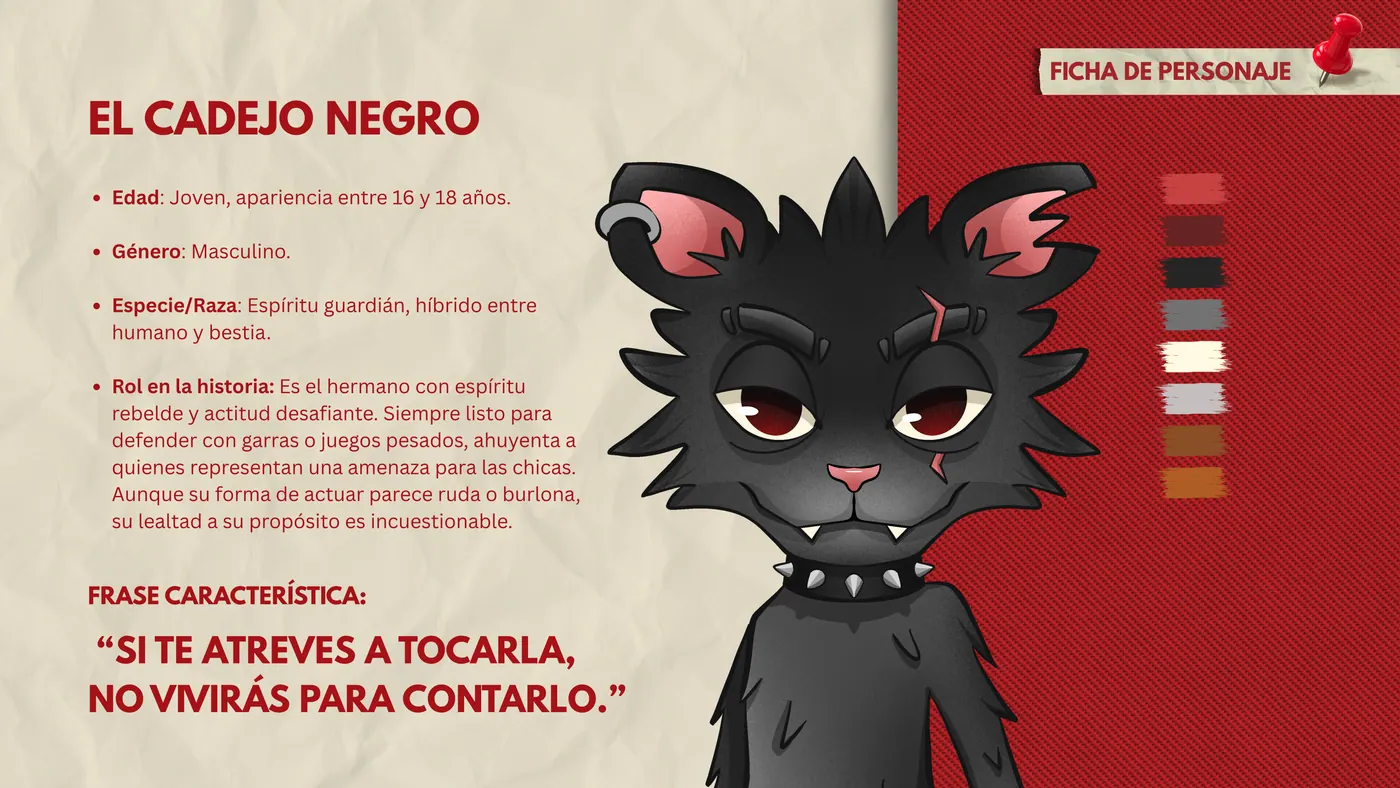 FICHA DE PERSONAJE
EL CADEJO NEGRO
• Edad: Joven, apariencia entre 16 y 18 años.
• Género: Masculino.
• Especie/Raza: Espíritu guardián, híbrido entre
humano y bestia.
• Rol en la historia: Es el hermano con espíritu
rebelde y actitud desafiante. Siempre listo para
defender con garras o juegos pesados, ahuyenta a
quienes representan una amenaza para las chicas.
Aunque su forma de actuar parece ruda o burlona,
su lealtad a su propósito es incuestionable.
FRASE CARACTERÍSTICA:
“SI TE ATREVES A TOCARLA,
NO VIVIRÁS PARA CONTARLO.”